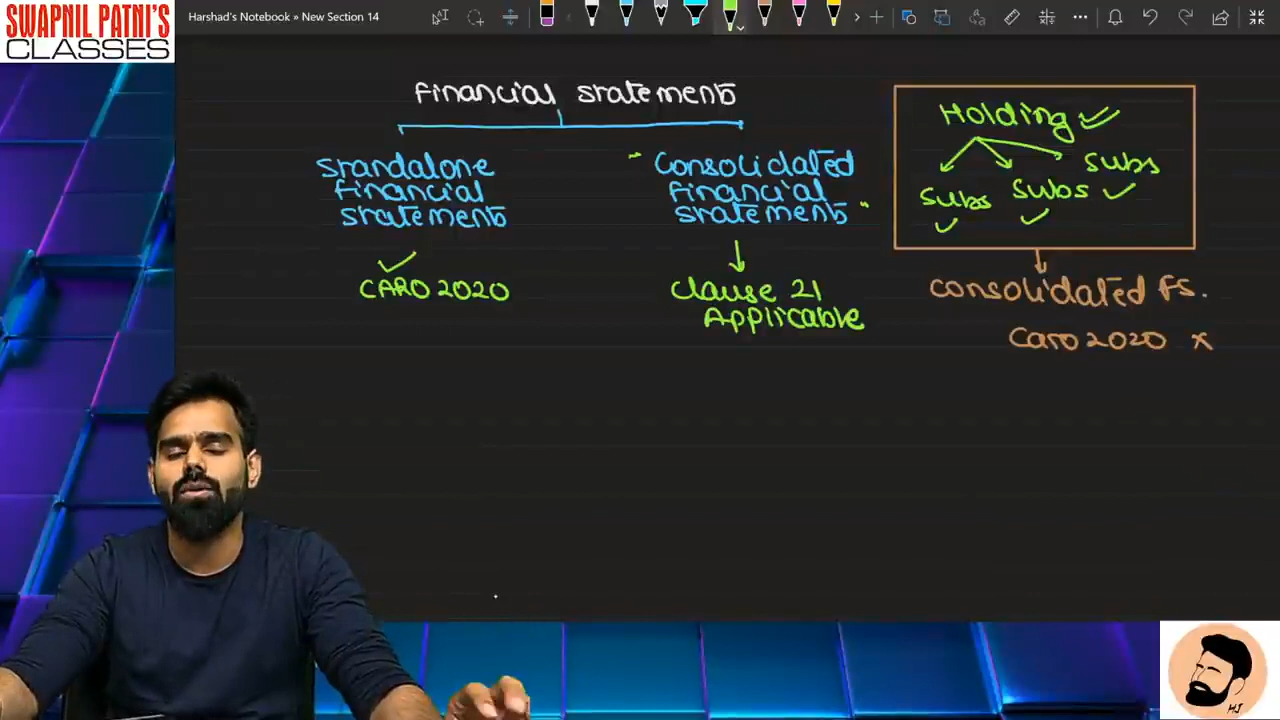 SWAPNIL PATNI'S
CLASSES
Harshad's Notebook » New Section 14
Financial statements
Standalone
Financial
statements
CARO 2020
"Consolidated
Financial
statements"
Clause 21
Applicable
Holding
Subs
Subs
Subs
Consolidated FS.
Caro 2020 x
HJ